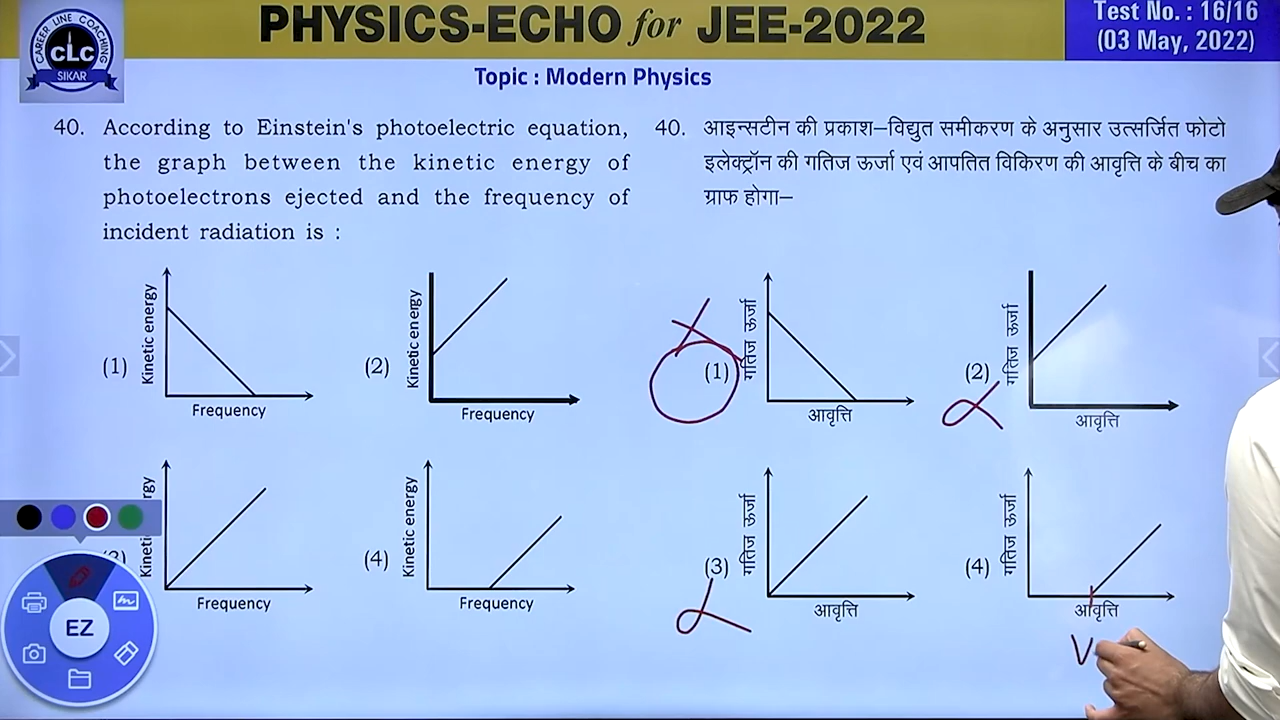 PHYSICS-ECHO for JEE-2022
Test No. : 16/16
(03 May, 2022)
CAREER LINE COACHING
CLC
SIKAR
Topic : Modern Physics
40. According to Einstein's photoelectric equation,
the graph between the kinetic energy of
photoelectrons ejected and the frequency of
incident radiation is :
(1)
Kinetic energy
Frequency
(2)
Kinetic energy
Frequency
(3)
Frequency
(4)
Kinetic energy
Frequency
40. आइन्सटीन की प्रकाश–विद्युत समीकरण के अनुसार उत्सर्जित फोटो
इलेक्ट्रॉन की गतिज ऊर्जा एवं आपतित विकिरण की आवृत्ति के बीच का
ग्राफ होगा–
(1)
गतिज ऊर्जा
आवृत्ति
(2)
गतिज ऊर्जा
आवृत्ति
(3)
गतिज ऊर्जा
आवृत्ति
(4)
गतिज ऊर्जा
आवृत्ति
EZ